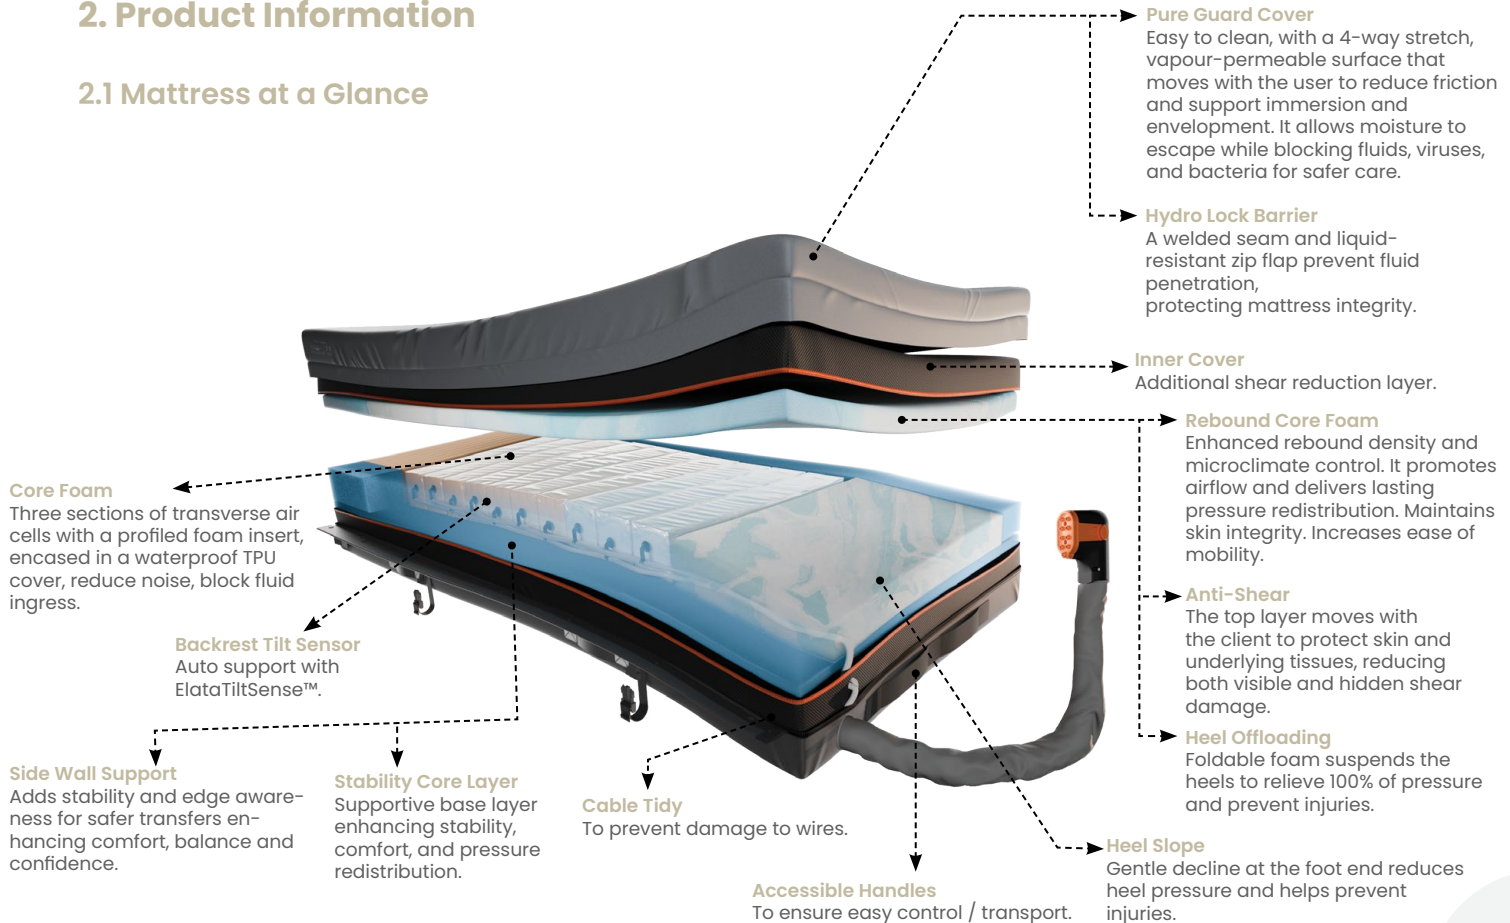 2. Product Information
2.1 Mattress at a Glance
Pure Guard Cover
Easy to clean, with a 4-way stretch,
vapour-permeable surface that
moves with the user to reduce friction
and support immersion and
envelopment. It allows moisture to
escape while blocking fluids, viruses,
and bacteria for safer care.
Hydro Lock Barrier
A welded seam and liquid-
resistant zip flap prevent fluid
penetration,
protecting mattress integrity.
Inner Cover
Additional shear reduction layer.
Rebound Core Foam
Enhanced rebound density and
microclimate control. It promotes
airflow and delivers lasting
pressure redistribution. Maintains
skin integrity. Increases ease of
mobility.
Anti-Shear
The top layer moves with
the client to protect skin and
underlying tissues, reducing
both visible and hidden shear
damage.
Heel Offloading
Foldable foam suspends the
heels to relieve 100% of pressure
and prevent injuries.
Heel Slope
Gentle decline at the foot end reduces
heel pressure and helps prevent
injuries.
Core Foam
Three sections of transverse air
cells with a profiled foam insert,
encased in a waterproof TPU
cover, reduce noise, block fluid
ingress.
Backrest Tilt Sensor
Auto support with
ElataTiltSense™.
Side Wall Support
Adds stability and edge aware-
ness for safer transfers en-
hancing comfort, balance and
confidence.
Stability Core Layer
Supportive base layer
enhancing stability,
comfort, and pressure
redistribution.
Cable Tidy
To prevent damage to wires.
Accessible Handles
To ensure easy control / transport.